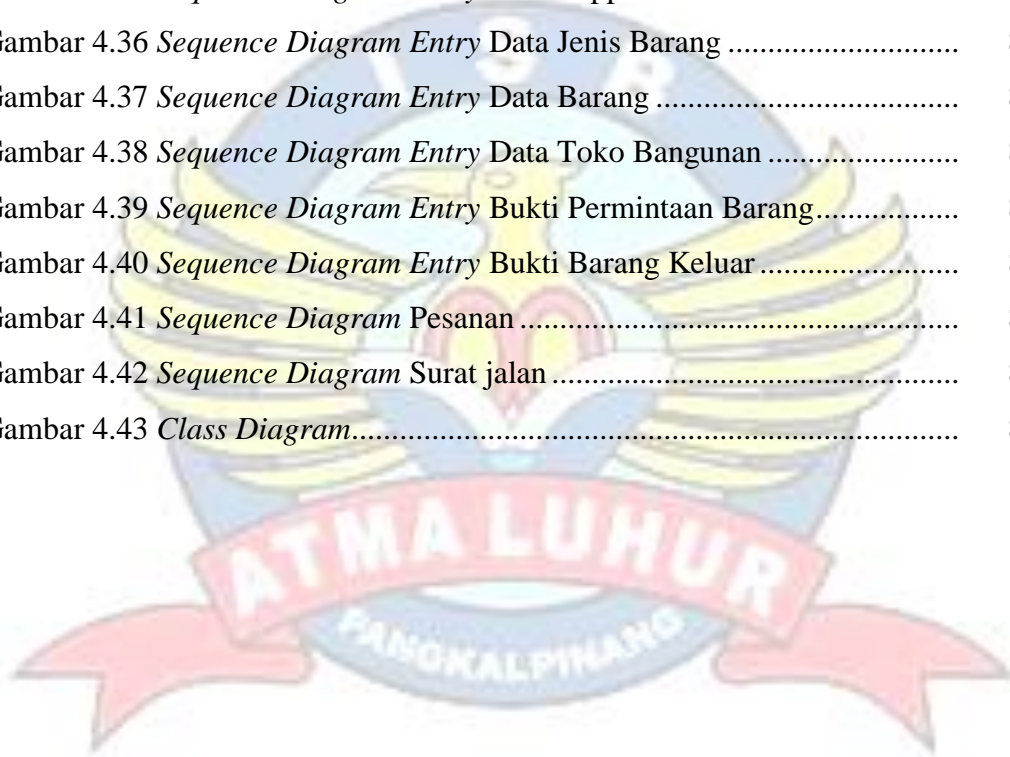 Gambar 4.36 Sequence Diagram Entry Data Jenis Barang ...........................
Gambar 4.37 Sequence Diagram Entry Data Barang ...................................
Gambar 4.38 Sequence Diagram Entry Data Toko Bangunan ......................
Gambar 4.39 Sequence Diagram Entry Bukti Permintaan Barang.................
Gambar 4.40 Sequence Diagram Entry Bukti Barang Keluar .......................
Gambar 4.41 Sequence Diagram Pesanan ....................................................
Gambar 4.42 Sequence Diagram Surat jalan ................................................
Gambar 4.43 Class Diagram.........................................................................
I S B
ATMA LUHUR
PANGKALPINANG